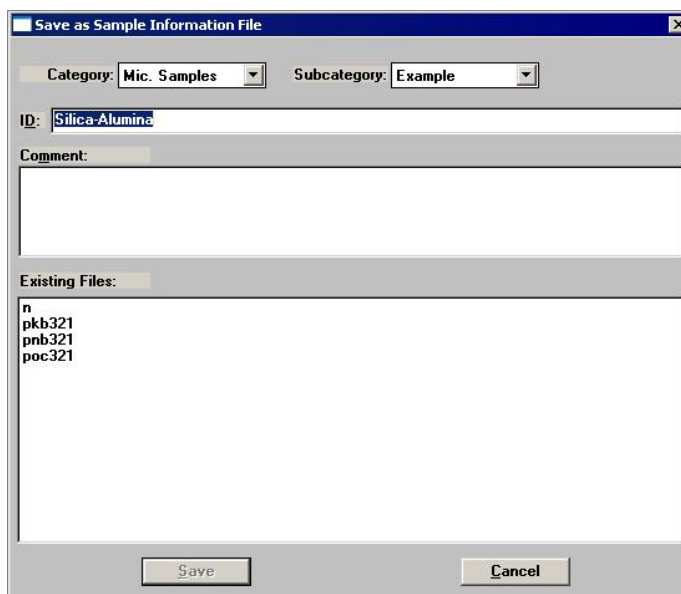 Save as Sample Information File
Category: Mic. Samples Subcategory: Example
ID: Silica-Alumina
Comment:
Existing Files:
n
pkb321
pnb321
poc321
Save Cancel